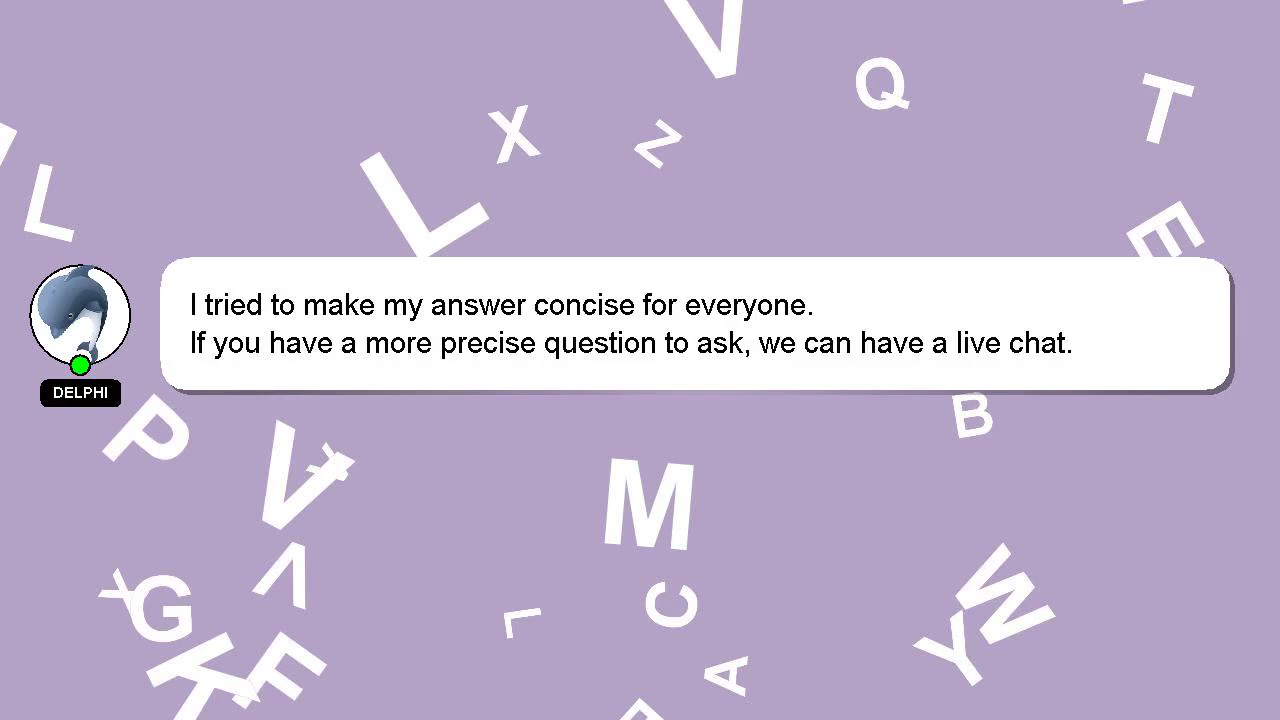 V
Q
T
X
Z
L
L
E
I tried to make my answer concise for everyone.
If you have a more precise question to ask, we can have a live chat.
DELPHI
B
P
V
M
V
G
C
L
W
Y
K
F
A